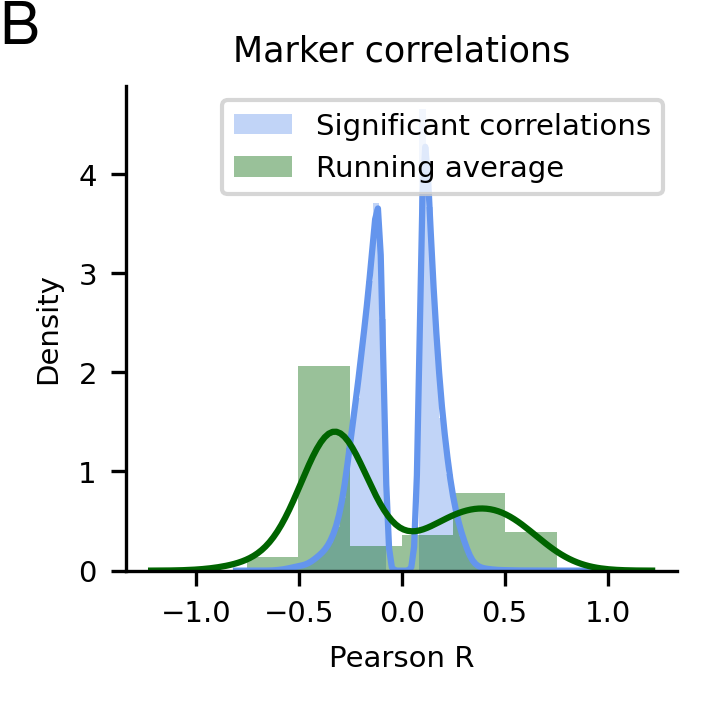 B
Marker correlations
Significant correlations
Running average
Density
4
3
2
1
0
−1.0 −0.5 0.0 0.5 1.0
Pearson R